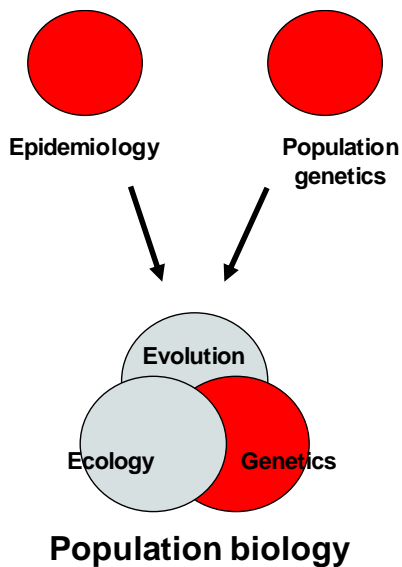 Epidemiology
Population
genetics
Evolution
Ecology
Genetics
Population biology